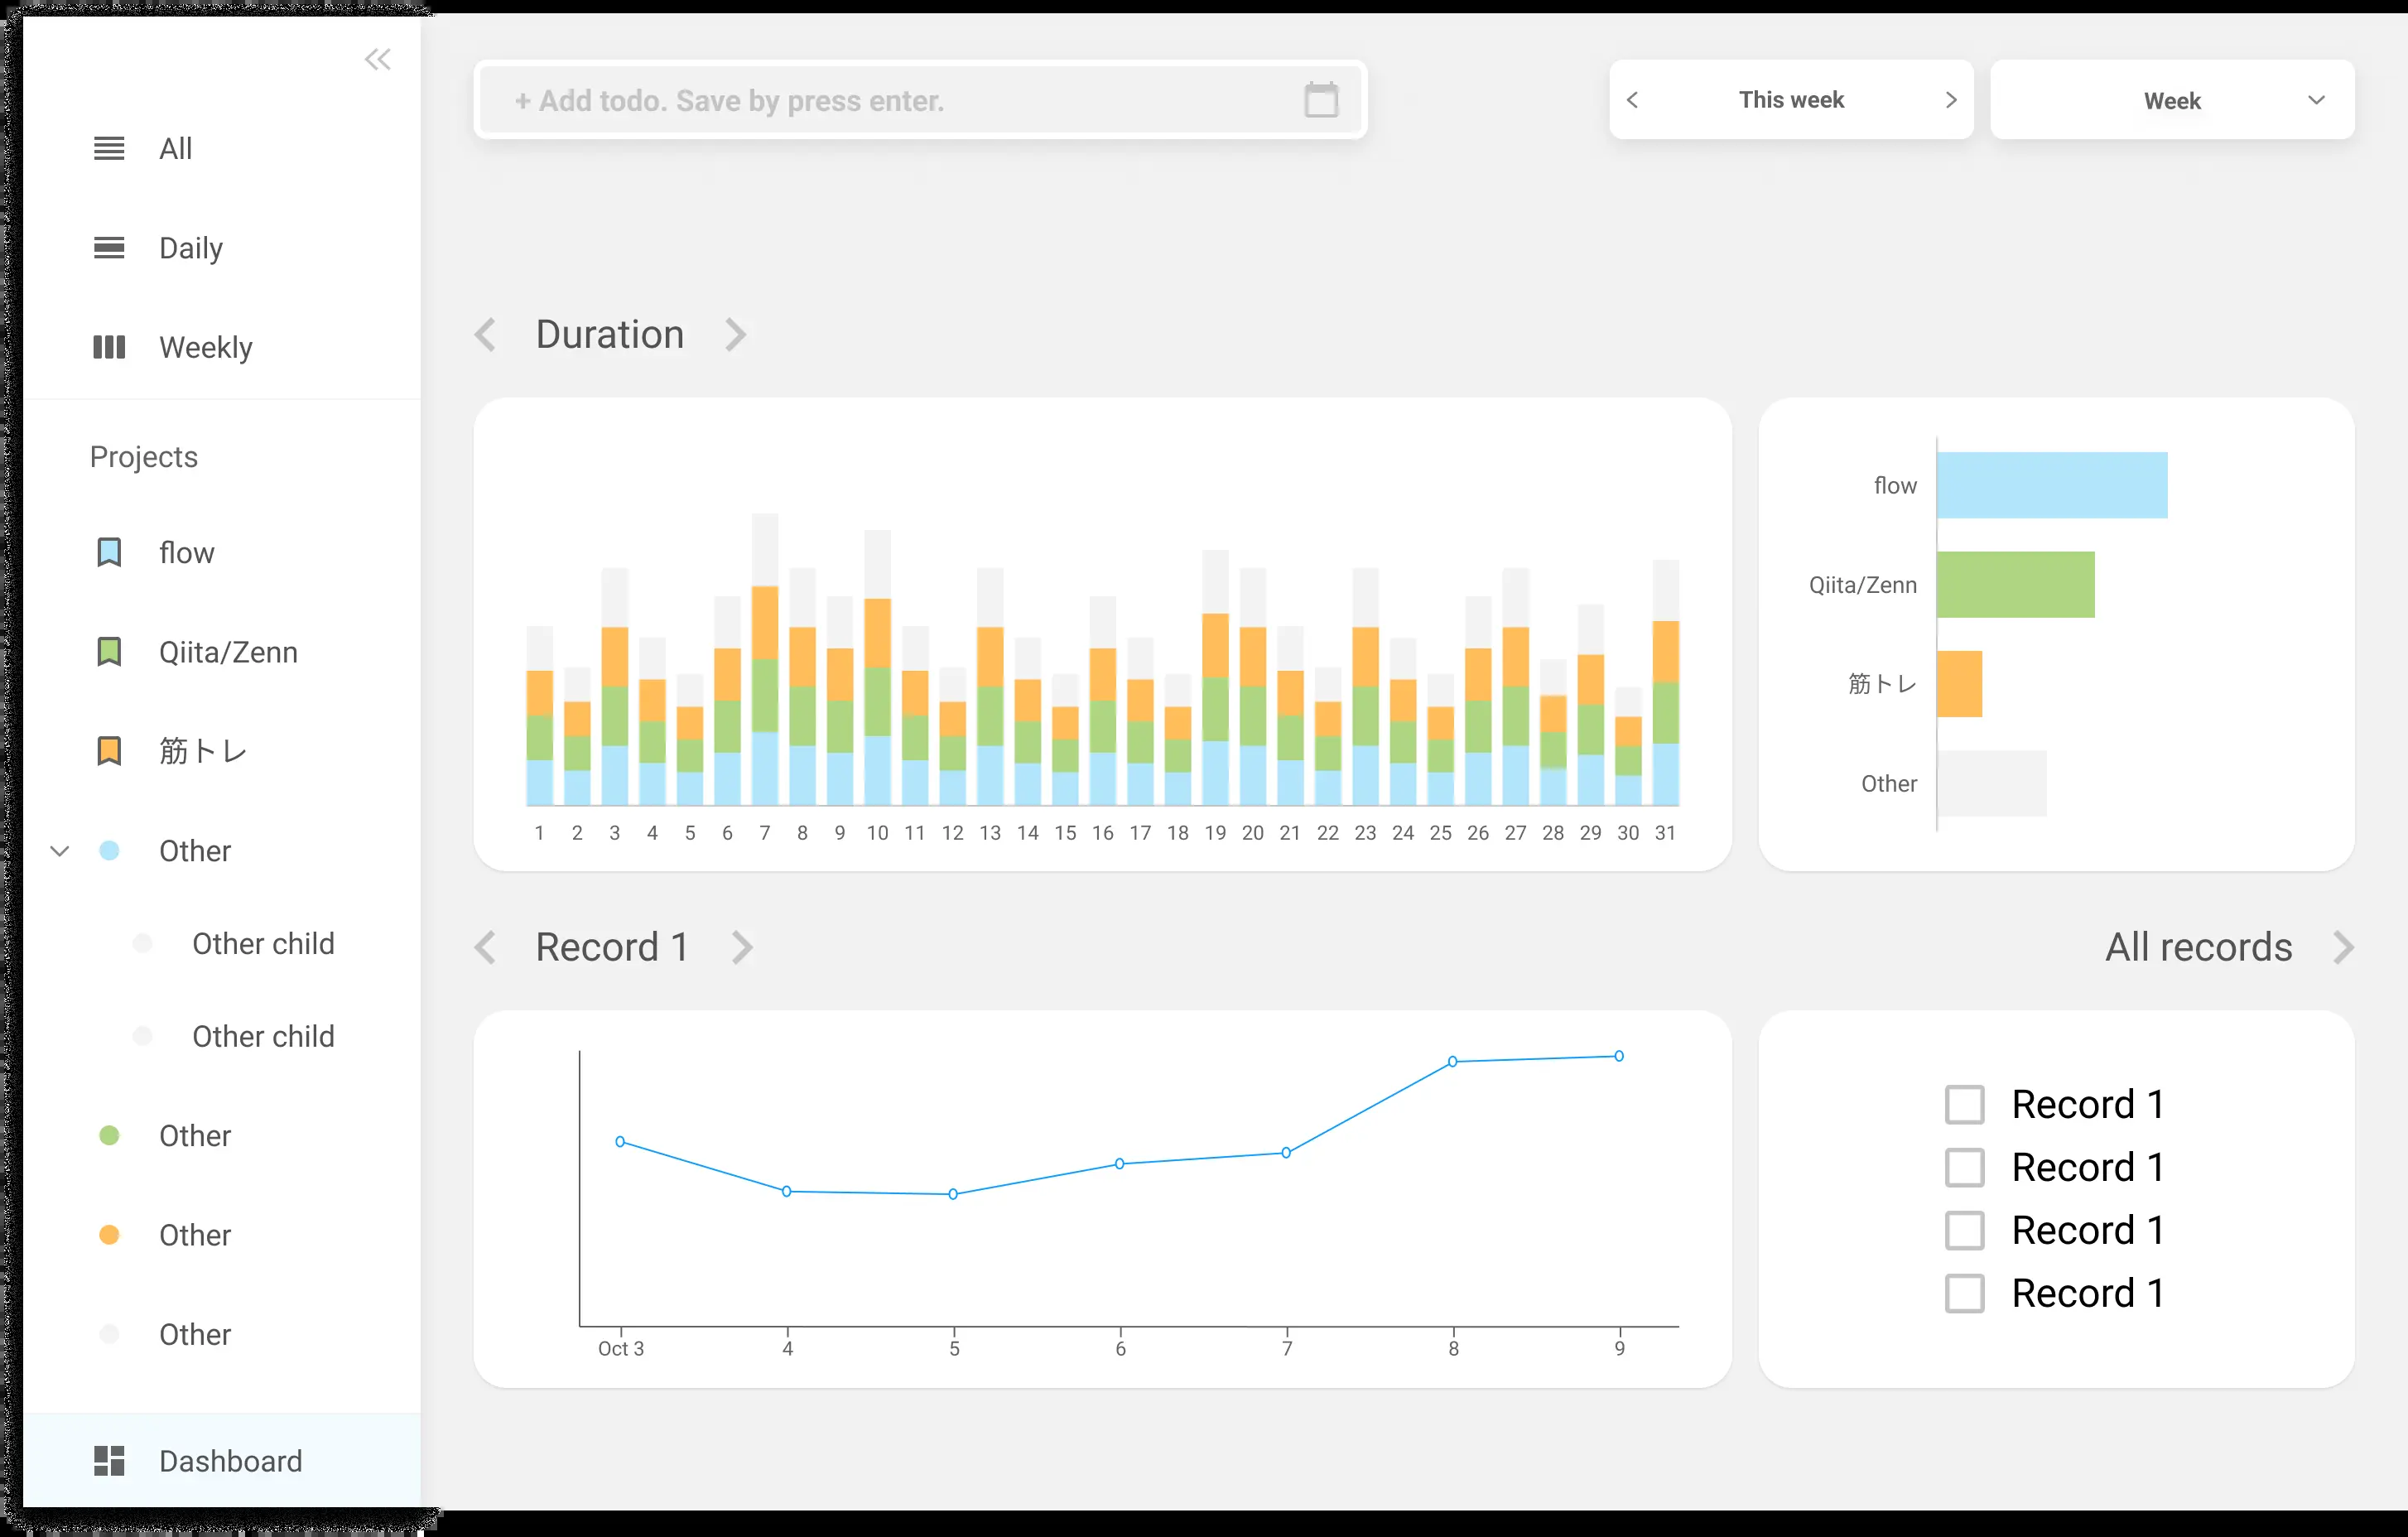 All
Daily
Weekly
Projects
flow
Qiita/Zenn
筋トレ
Other
Other child
Other child
Other
Other
Other
Dashboard
+ Add todo. Save by press enter.
This week
Week
Duration
1 2 3 4 5 6 7 8 9 10 11 12 13 14 15 16 17 18 19 20 21 22 23 24 25 26 27 28 29 30 31
flow
Qiita/Zenn
筋トレ
Other
Record 1
All records
Oct 3 4 5 6 7 8 9
Record 1
Record 1
Record 1
Record 1